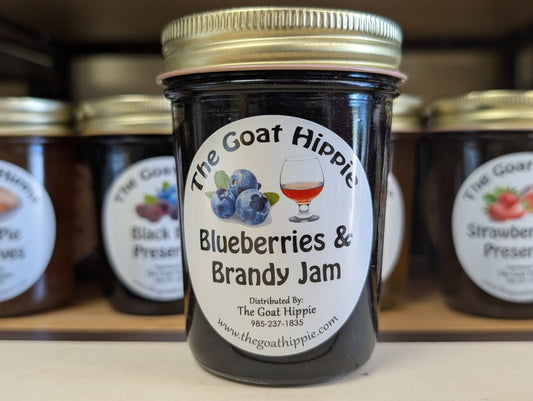 The Goat Hippie
Blueberries &
Brandy Jam
Distributed By:
The Goat Hippie
985-237-1835
www.thegoathippie.com
Pie
The Goat
Black
Preser
The Goat
Strawber
Preser